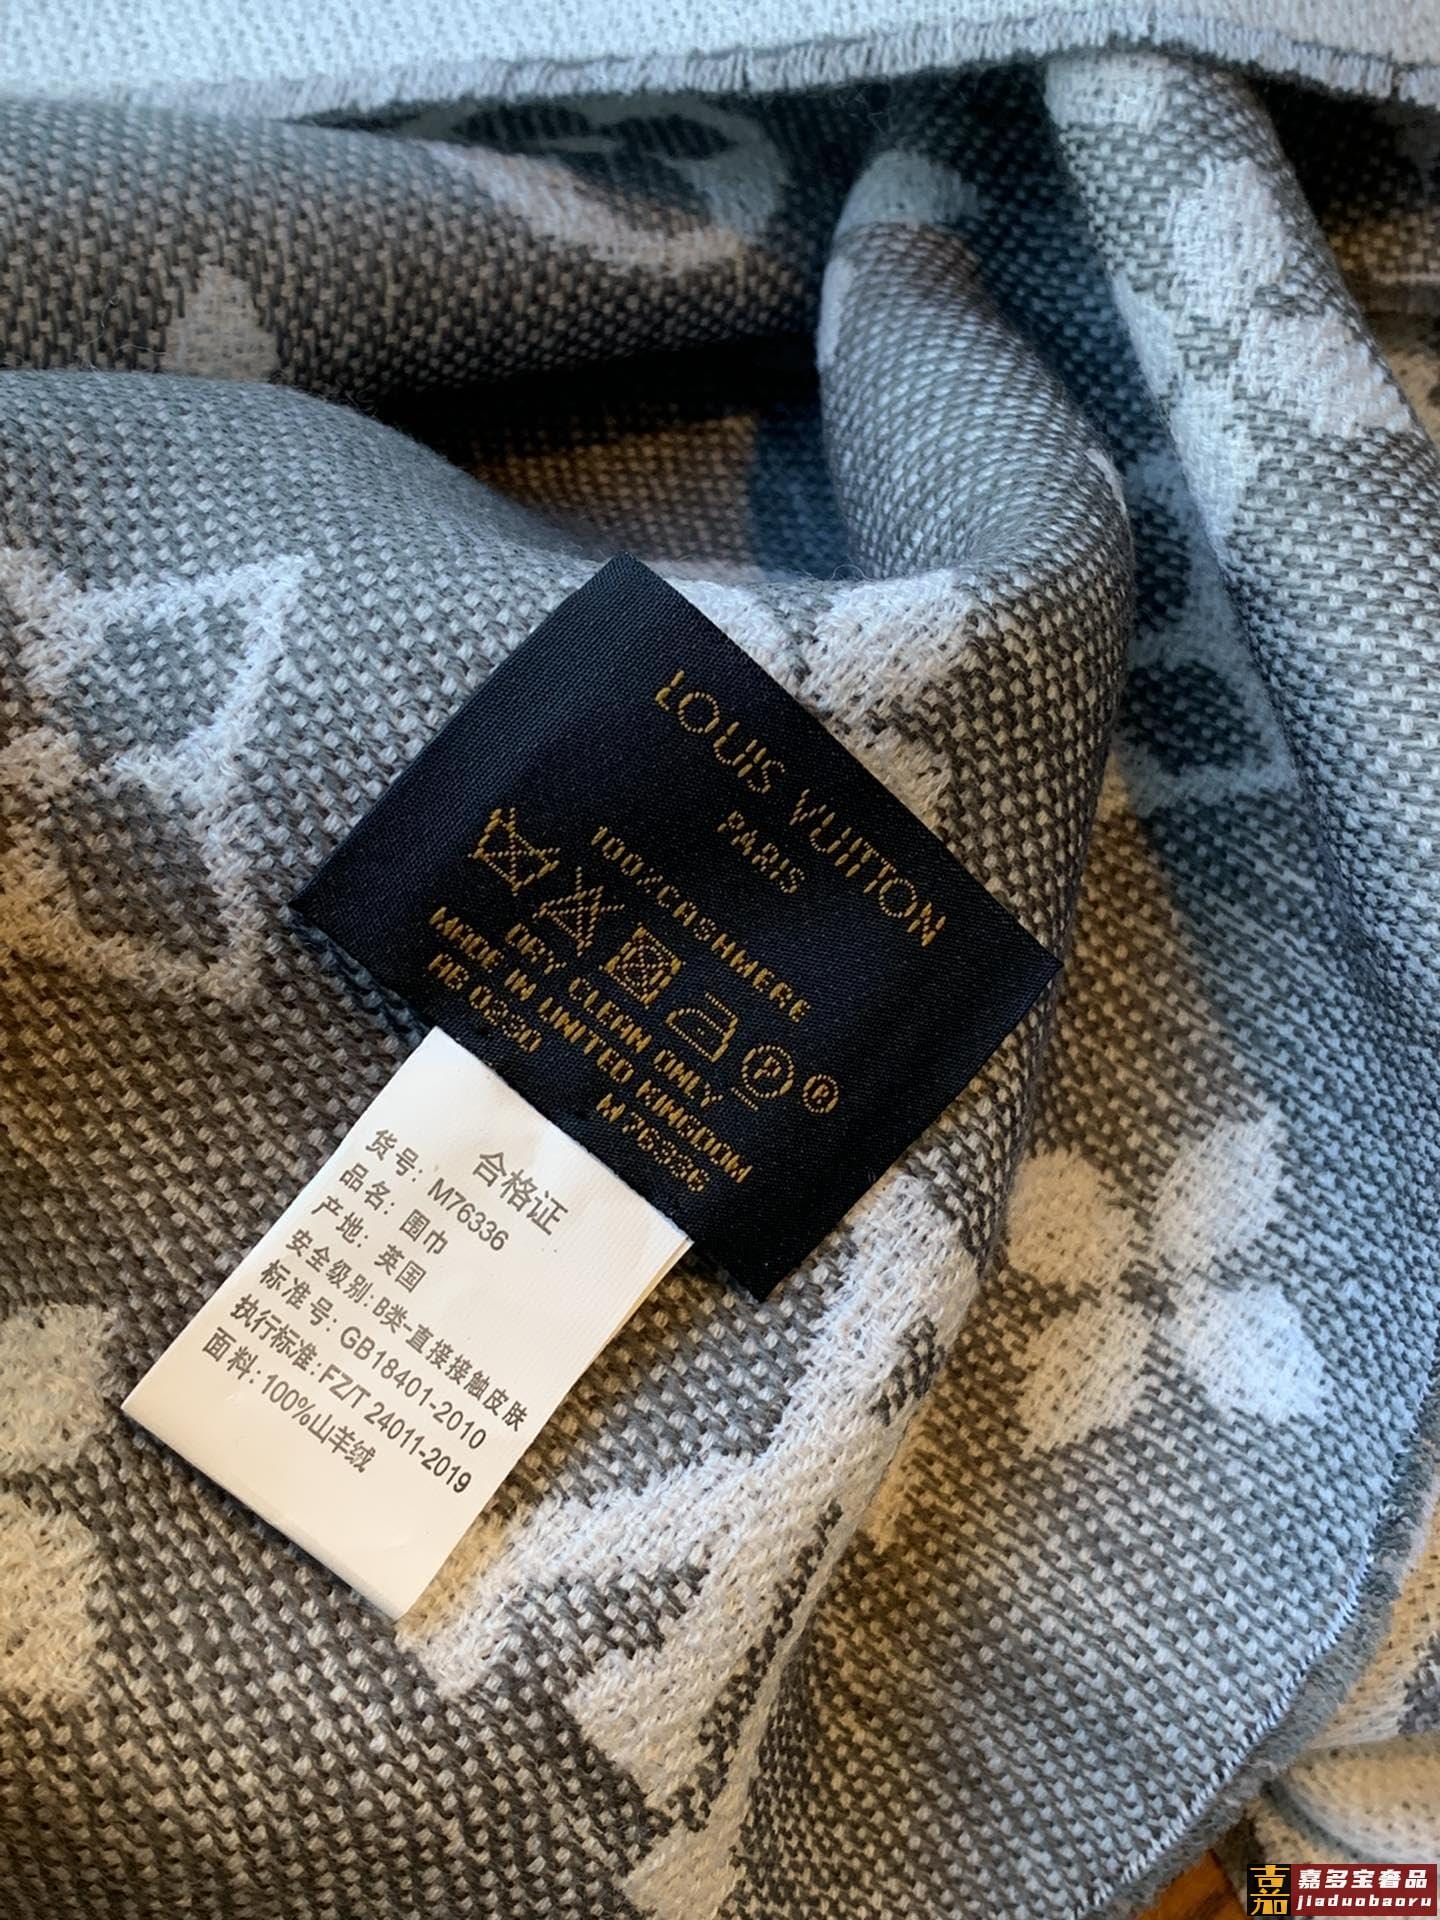 LOUIS VUITTON
PARIS
100%CASHMERE
DRY CLEAN ONLY
MADE IN UNITED KINGDOM
M76336
合格证
货号: M76336
品名: 围巾
产地: 英国
安全级别: B类-直接接触皮肤
标准号: GB18401-2010
执行标准: FZ/T 24011-2019
面料: 100%山羊绒
嘉
嘉多宝奢品
jiaduobaoru